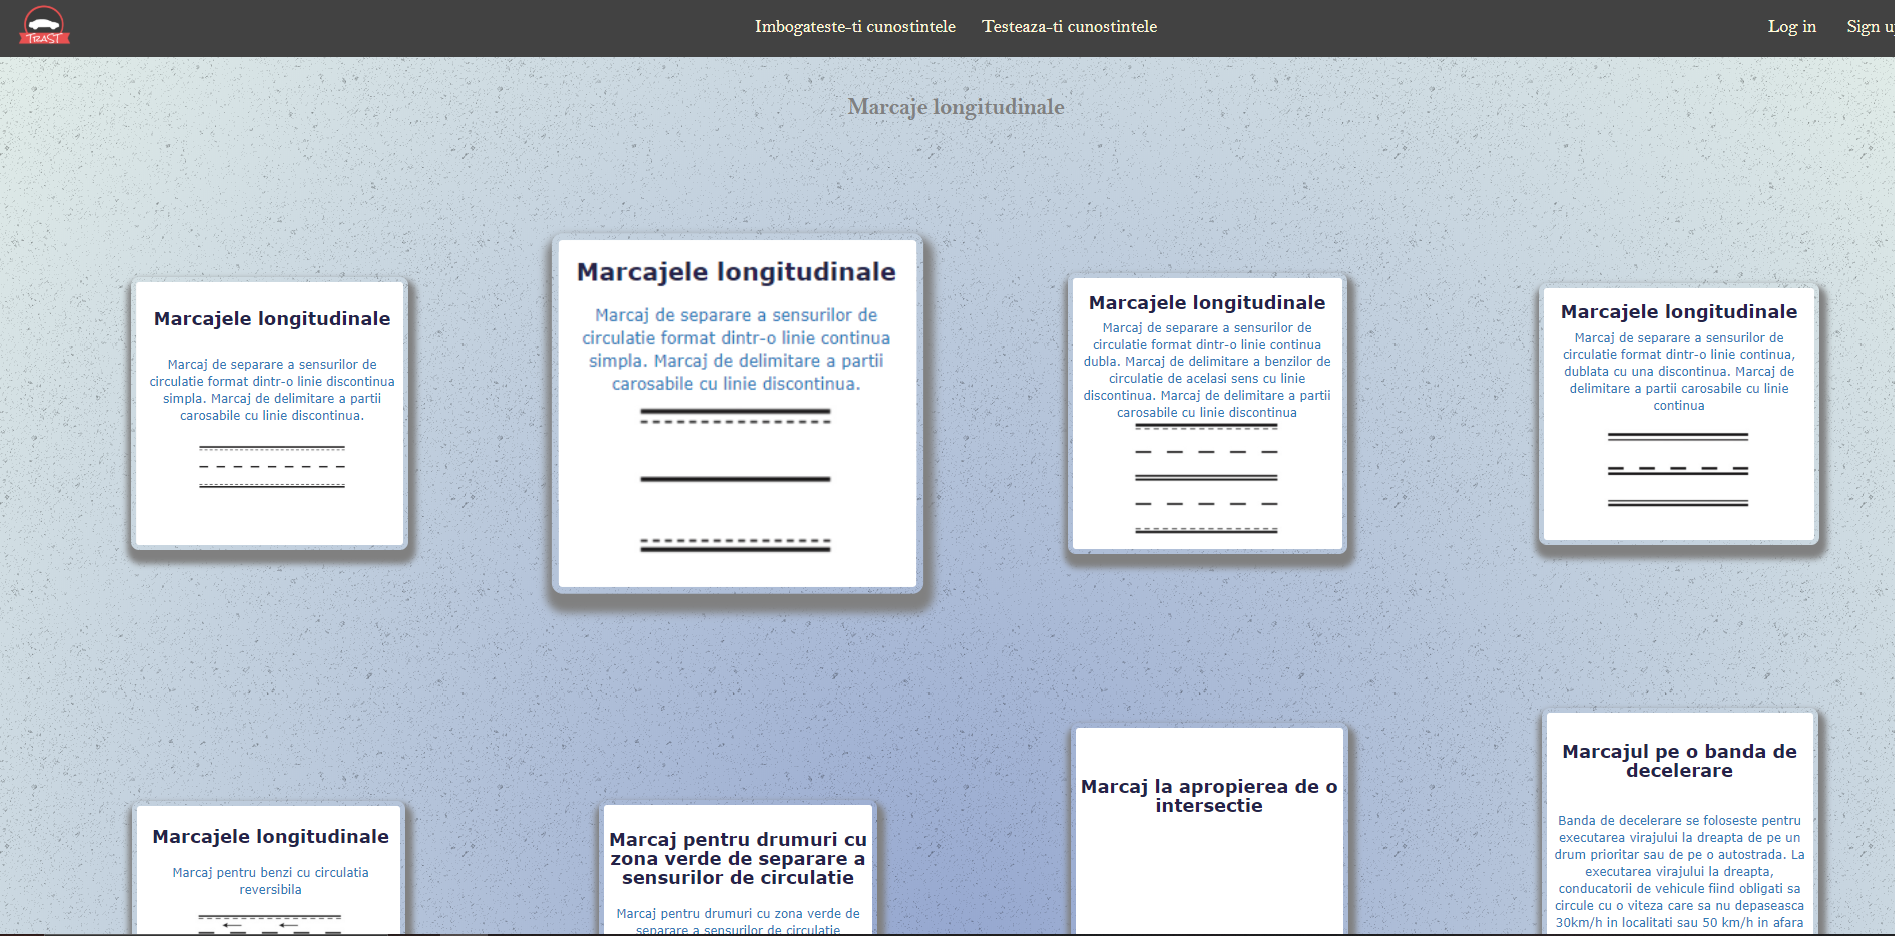 TRAST
Imbogateste-ti cunostintele
Testeaza-ti cunostintele
Log in
Sign u
Marcaje longitudinale
Marcajele longitudinale
Marcaj de separare a sensurilor de
circulatie format dintr-o linie discontinua
simpla. Marcaj de delimitare a partii
carosabile cu linie discontinua.
Marcajele longitudinale
Marcaj de separare a sensurilor de
circulatie format dintr-o linie continua
simpla. Marcaj de delimitare a partii
carosabile cu linie discontinua.
Marcajele longitudinale
Marcaj de separare a sensurilor de
circulatie format dintr-o linie continua
dubla. Marcaj de delimitare a benzilor de
circulatie de acelasi sens cu linie
discontinua. Marcaj de delimitare a partii
carosabile cu linie discontinua
Marcajele longitudinale
Marcaj de separare a sensurilor de
circulatie format dintr-o linie continua,
dublata cu una discontinua. Marcaj de
delimitare a partii carosabile cu linie
continua
Marcajele longitudinale
Marcaj pentru benzi cu circulatia
reversibila
Marcaj pentru drumuri cu
zona verde de separare a
sensurilor de circulatie
Marcaj pentru drumuri cu zona verde de
separare a sensurilor de circulatie
Marcaj la apropierea de o
intersectie
Marcajul pe o banda de
decelerare
Banda de decelerare se foloseste pentru
executarea virajului la dreapta de pe un
drum prioritar sau de pe o autostrada. La
executarea virajului la dreapta,
conducatorii de vehicule fiind obligati sa
circule cu o viteza care sa nu depaseasca
30km/h in localitati sau 50 km/h in afara